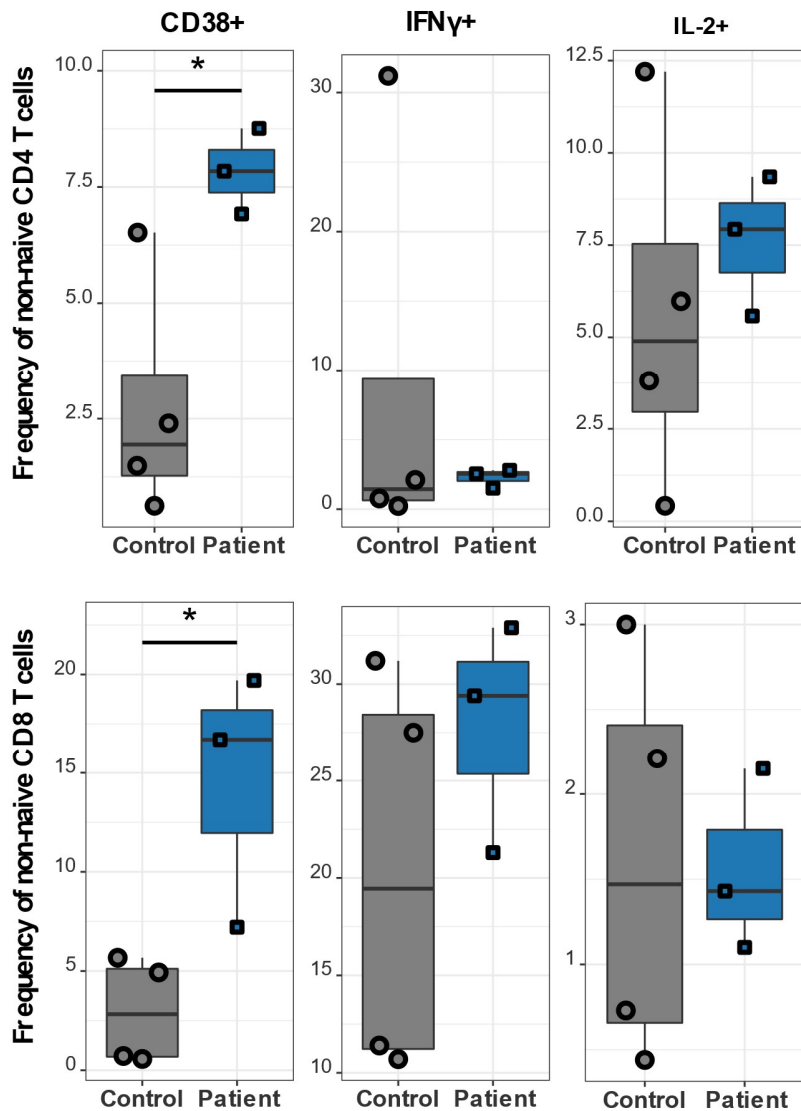 CD38+
IFNγ+
IL-2+
Frequency of non-naive CD4 T cells
10.0
7.5
5.0
2.5
*
Control Patient
30
20
10
0
Control Patient
12.5
10.0
7.5
5.0
2.5
0.0
Control Patient
Frequency of non-naive CD8 T cells
20
15
10
5
0
*
Control Patient
30
25
20
15
10
Control Patient
3
2
1
Control Patient